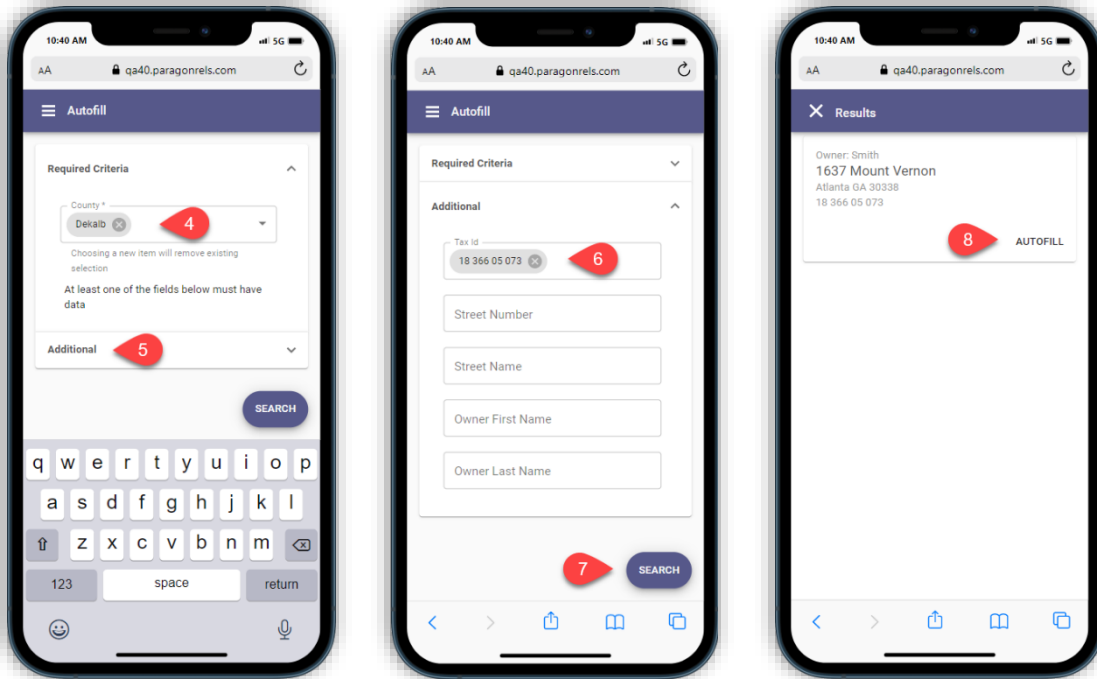 10:40 AM
5G
AA
qa40.paragonrels.com
Autofill
Required Criteria
County *
Dekalb
4
Choosing a new item will remove existing
selection
At least one of the fields below must have
data
Additional
5
SEARCH
q w e r t y u i o p
a s d f g h j k l
z x c v b n m
123
space
return
10:40 AM
5G
AA
qa40.paragonrels.com
Autofill
Required Criteria
Additional
Tax Id
18 366 05 073
6
Street Number
Street Name
Owner First Name
Owner Last Name
7
SEARCH
10:40 AM
5G
AA
qa40.paragonrels.com
Results
Owner: Smith
1637 Mount Vernon
Atlanta GA 30338
18 366 05 073
8
AUTOFILL